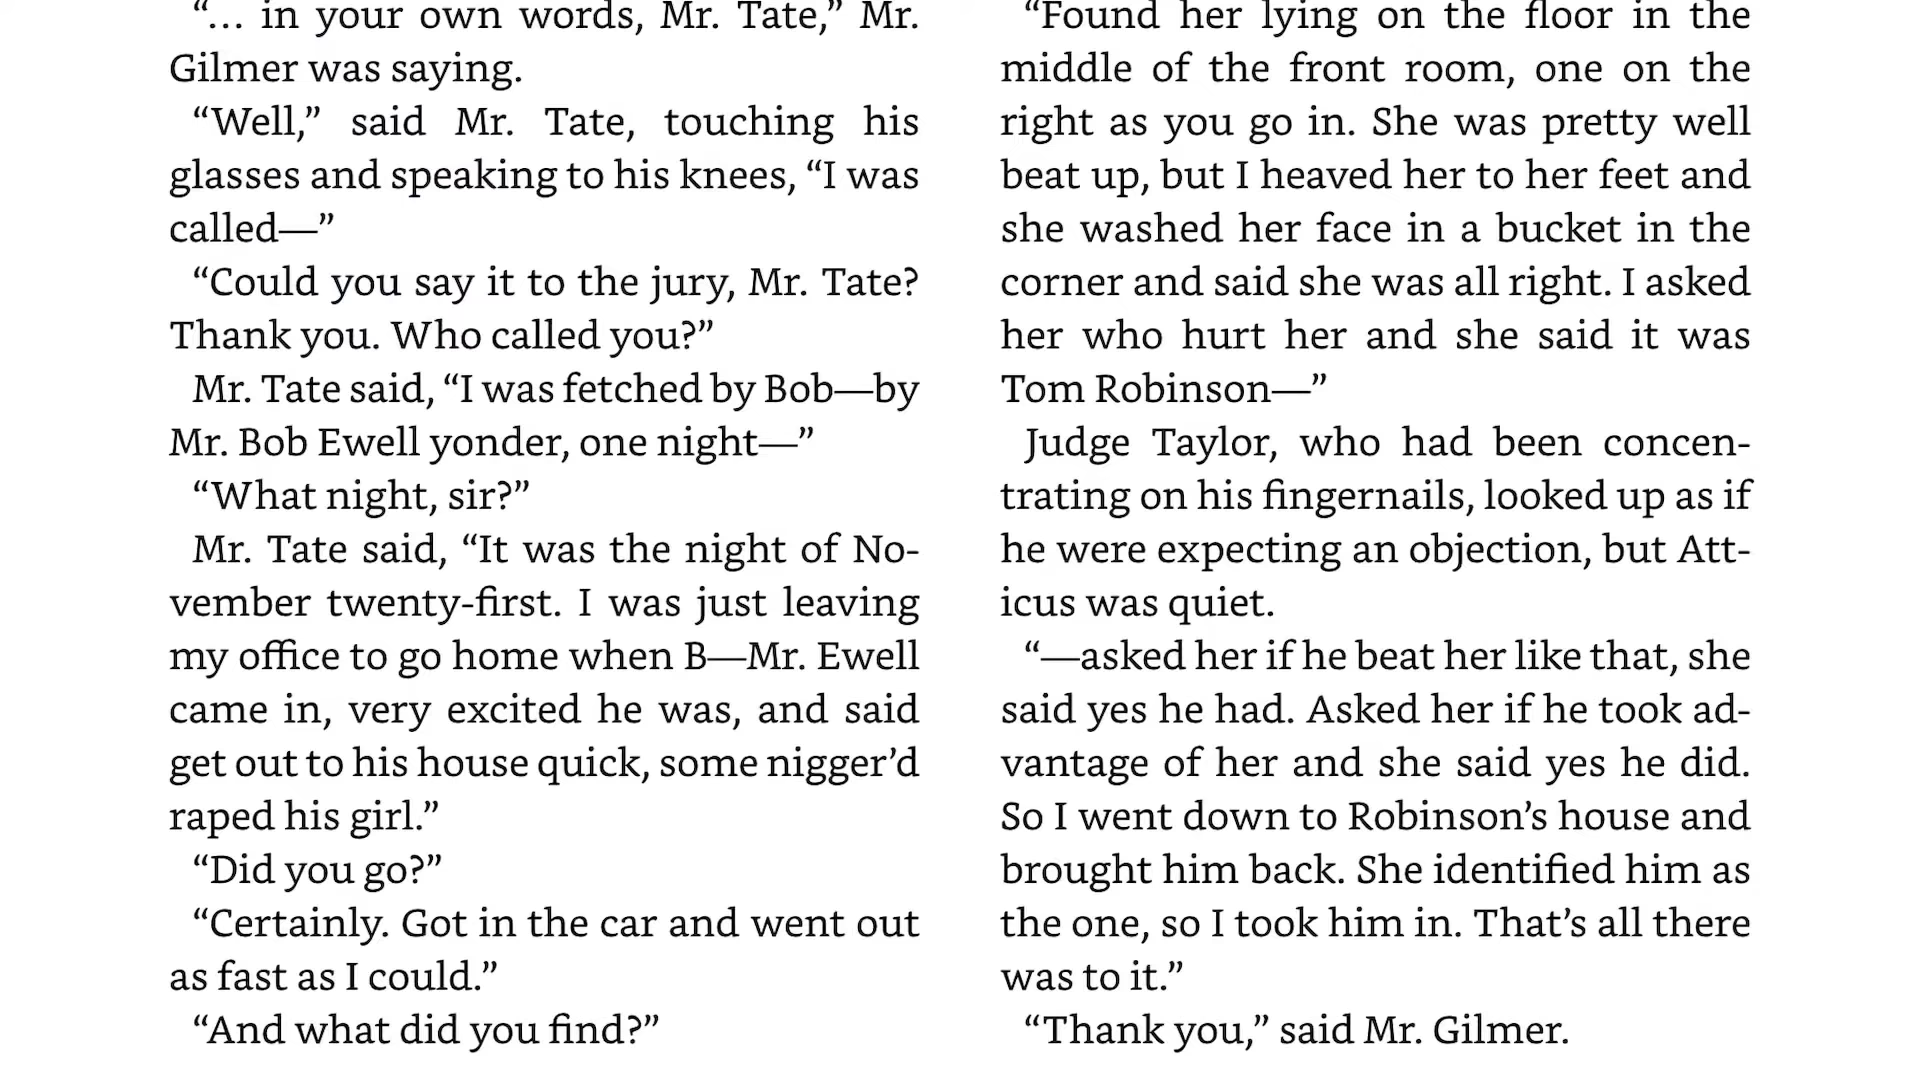 “… in your own words, Mr. Tate,” Mr.
Gilmer was saying.
“Well,” said Mr. Tate, touching his
glasses and speaking to his knees, “I was
called—”
“Could you say it to the jury, Mr. Tate?
Thank you. Who called you?”
Mr. Tate said, “I was fetched by Bob—by
Mr. Bob Ewell yonder, one night—”
“What night, sir?”
Mr. Tate said, “It was the night of No-
vember twenty-first. I was just leaving
my office to go home when B—Mr. Ewell
came in, very excited he was, and said
get out to his house quick, some nigger’d
raped his girl.”
“Did you go?”
“Certainly. Got in the car and went out
as fast as I could.”
“And what did you find?”
“Found her lying on the floor in the
middle of the front room, one on the
right as you go in. She was pretty well
beat up, but I heaved her to her feet and
she washed her face in a bucket in the
corner and said she was all right. I asked
her who hurt her and she said it was
Tom Robinson—”
Judge Taylor, who had been concen-
trating on his fingernails, looked up as if
he were expecting an objection, but Att-
icus was quiet.
“—asked her if he beat her like that, she
said yes he had. Asked her if he took ad-
vantage of her and she said yes he did.
So I went down to Robinson’s house and
brought him back. She identified him as
the one, so I took him in. That’s all there
was to it.”
“Thank you,” said Mr. Gilmer.